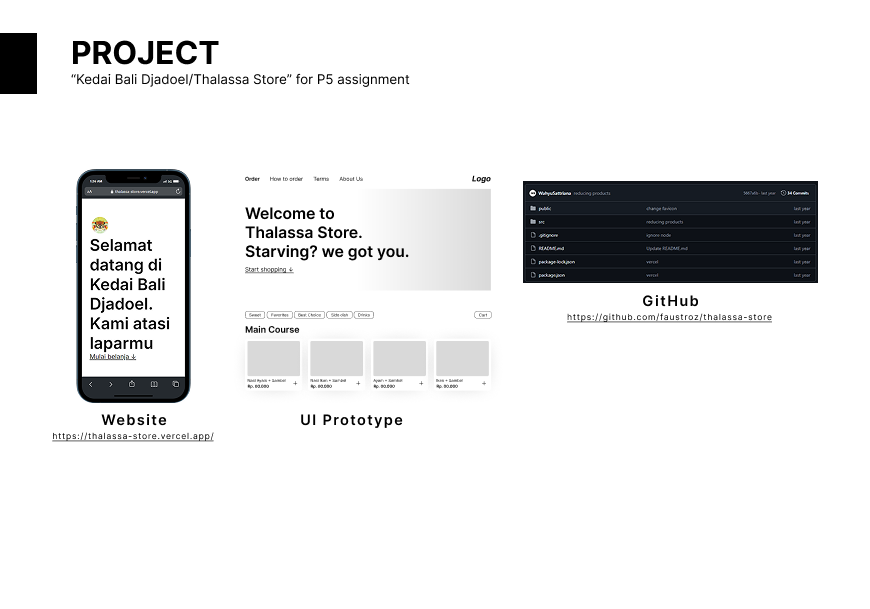 PROJECT
“Kedai Bali Djadoel/Thalassa Store” for P5 assignment
AA thalassa-store.vercel.app
Selamat
datang di
Kedai Bali
Djadoel.
Kami atasi
laparmu
Mulai belanja ↓
Website
https://thalassa-store.vercel.app/
Order How to order Terms About Us Logo
Welcome to
Thalassa Store.
Starving? we got you.
Start shopping ↓
Sweet Favorites Best Choice Side dish Drinks Cart
Main Course
Nasi Ayam + Sambel Nasi Ikan + Sambel Ayam + Sambel Ikan + Sambel
Rp. 00,000 + Rp. 00,000 + Rp. 00,000 + Rp. 00,000 +
UI Prototype
WahyuSattriana reducing products last year 34 Commits
public change favicon last year
src reducing products last year
.gitignore ignore node last year
README.md Update README.md last year
package-lock.json vercel last year
package.json vercel last year
GitHub
https://github.com/faustroz/thalassa-store